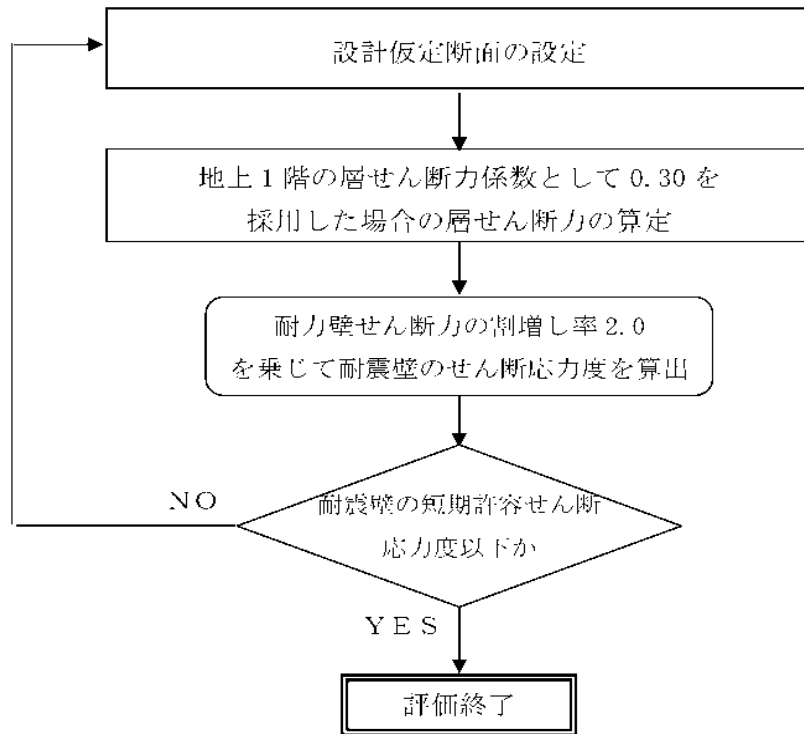 設計仮定断面の設定
地上1階の層せん断力係数として0.30を
採用した場合の層せん断力の算定
耐力壁せん断力の割増し率2.0
を乗じて耐震壁のせん断応力度を算出
NO
耐震壁の短期許容せん断
応力度以下か
YES
評価終了